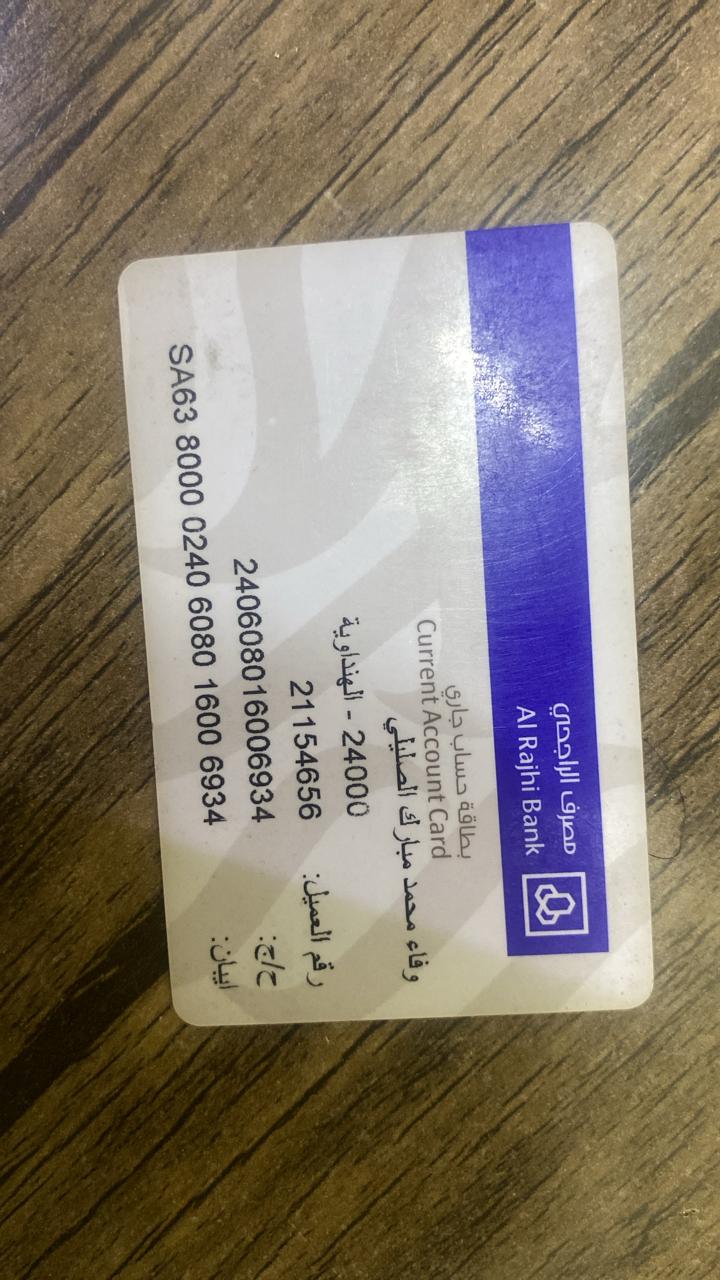 مصرف الراجحي
Al Rajhi Bank
بطاقة حساب جاري
Current Account Card
وفاء محمد مبارك الصليلي
24000 - الهنداوية
رقم العميل: 21154656
ح/ج: 240608016006934
ايبان: SA63 8000 0240 6080 1600 6934